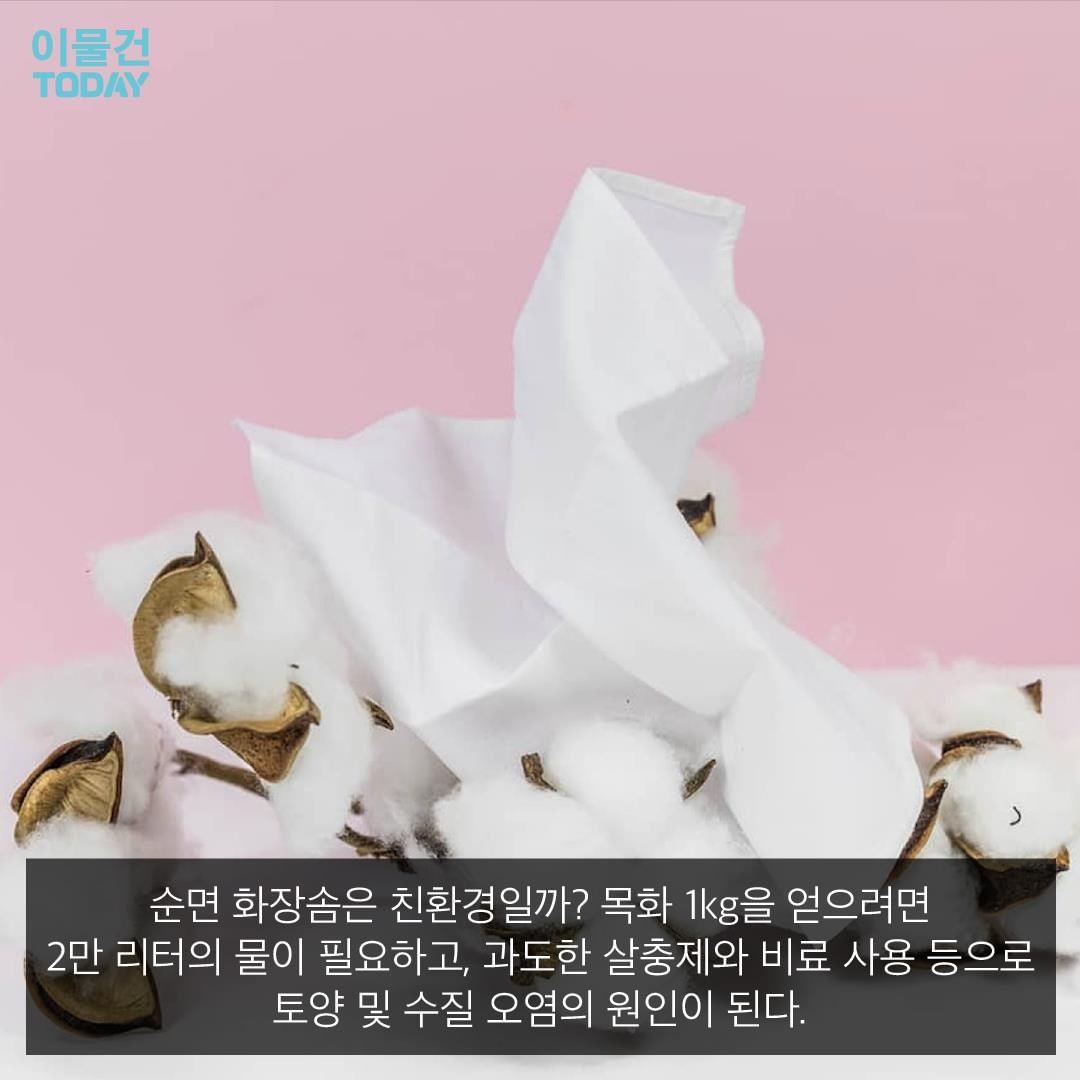 이물건
TODAY
순면 화장솜은 친환경일까? 목화 1kg을 얻으려면
2만 리터의 물이 필요하고, 과도한 살충제와 비료 사용 등으로
토양 및 수질 오염의 원인이 된다.